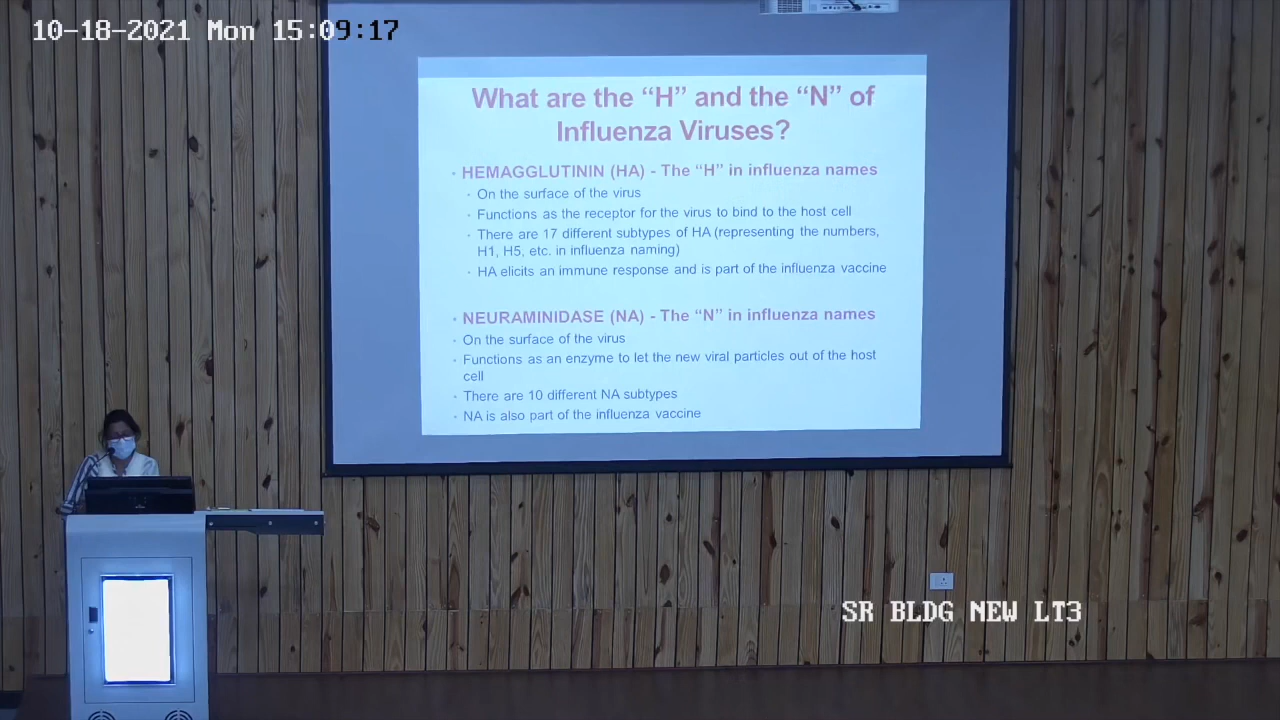 10-18-2021 Mon 15:09:17
What are the “H” and the “N” of
Influenza Viruses?
• HEMAGGLUTININ (HA) - The “H” in influenza names
• On the surface of the virus
• Functions as the receptor for the virus to bind to the host cell
• There are 17 different subtypes of HA (representing the numbers,
H1, H5, etc. in influenza naming)
• HA elicits an immune response and is part of the influenza vaccine
• NEURAMINIDASE (NA) - The “N” in influenza names
• On the surface of the virus
• Functions as an enzyme to let the new viral particles out of the host
cell
• There are 10 different NA subtypes
• NA is also part of the influenza vaccine
SR BLDG NEW LT3